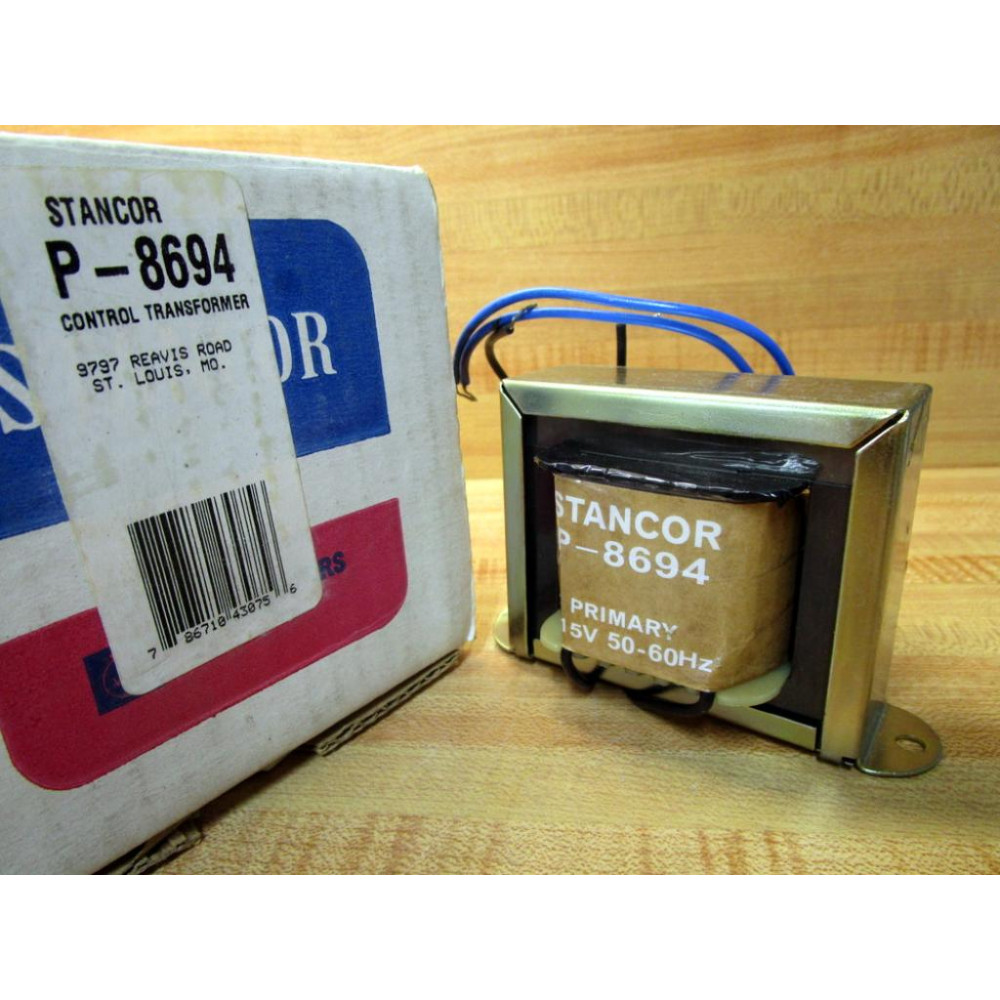 STANCOR
P-8694
CONTROL TRANSFORMER
9797 REAVIS ROAD
ST. LOUIS, MO.
S OR
RS
7 86710 43075 6
STANCOR
P-8694
PRIMARY
15V 50-60Hz